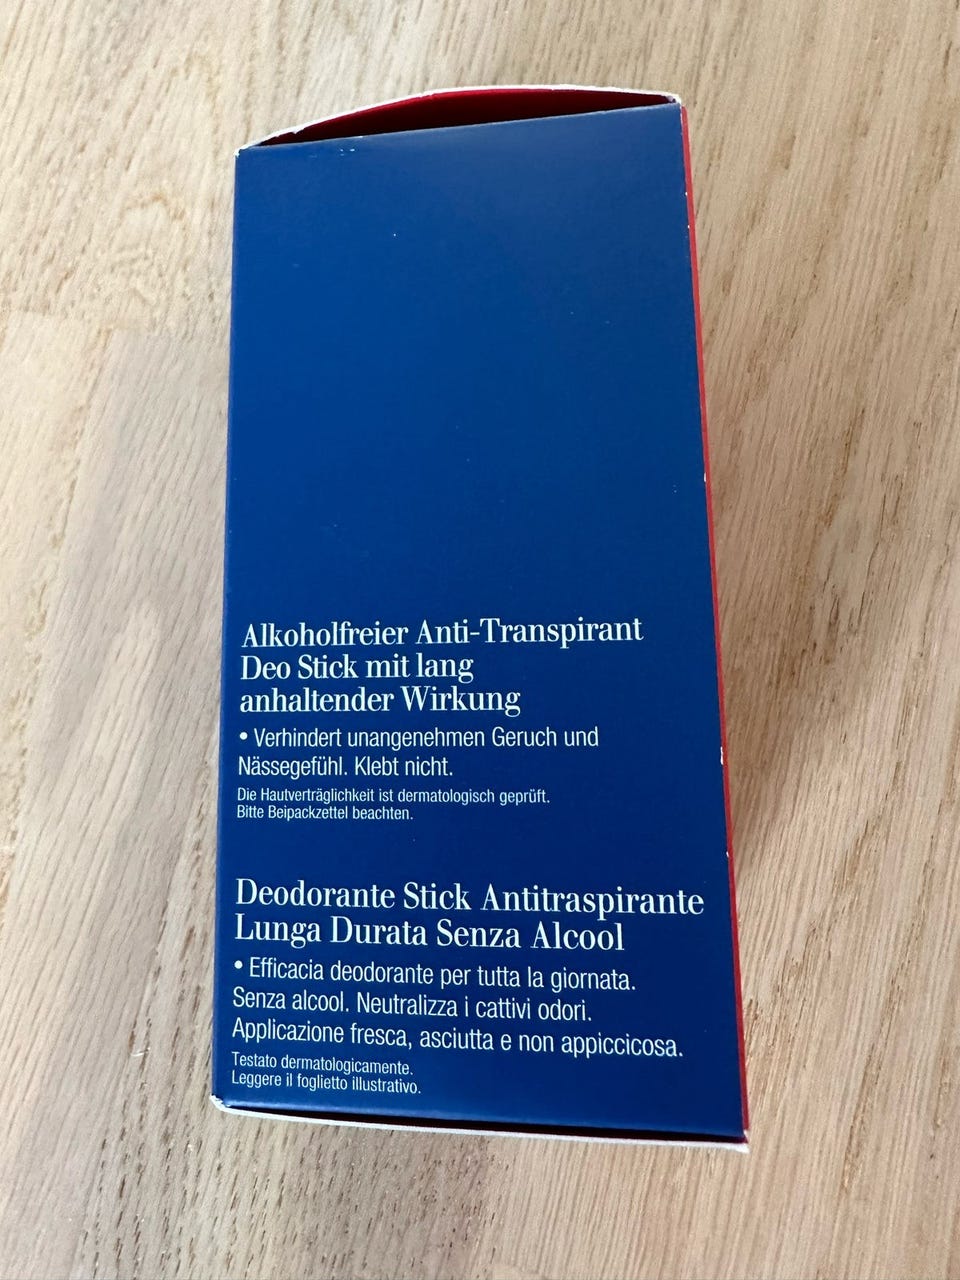 Alkoholfreier Anti-Transpirant
Deo Stick mit lang
anhaltender Wirkung
• Verhindert unangenehmen Geruch und
Nässegefühl. Klebt nicht.
Die Hautverträglichkeit ist dermatologisch geprüft.
Bitte Beipackzettel beachten.
Deodorante Stick Antitraspirante
Lunga Durata Senza Alcool
• Efficacia deodorante per tutta la giornata.
Senza alcool. Neutralizza i cattivi odori.
Applicazione fresca, asciutta e non appiccicosa.
Testato dermatologicamente.
Leggere il foglietto illustrativo.